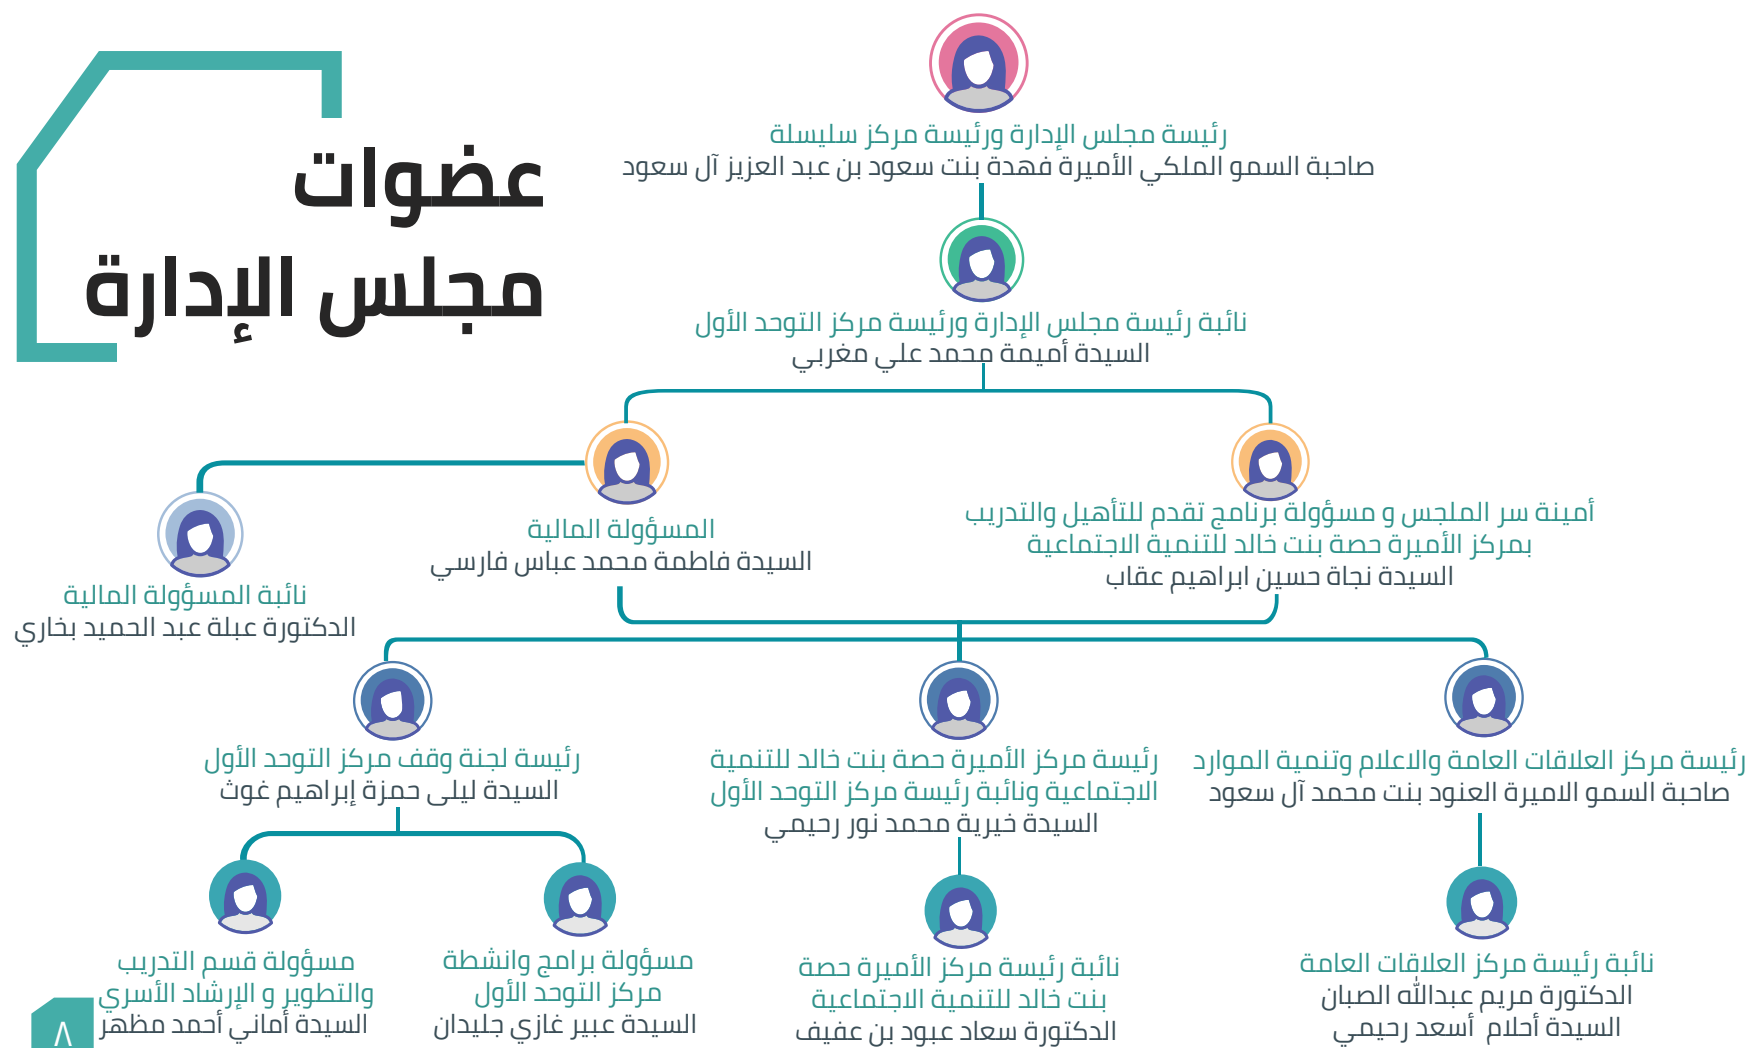 عضوات
مجلس الإدارة
رئيسة مجلس الإدارة ورئيسة مركز سليسلة
صاحبة السمو الملكي الأميرة فهدة بنت سعود بن عبد العزيز آل سعود
نائبة رئيسة مجلس الإدارة ورئيسة مركز التوحد الأول
السيدة أميمة محمد علي مغربي
أمينة سر الملجس و مسؤولة برنامج تقدم للتأهيل والتدريب
بمركز الأميرة حصة بنت خالد للتنمية الاجتماعية
السيدة نجاة حسين ابراهيم عقاب
المسؤولة المالية
السيدة فاطمة محمد عباس فارسي
نائبة المسؤولة المالية
الدكتورة عبلة عبد الحميد بخاري
رئيسة مركز العلاقات العامة والاعلام وتنمية الموارد
صاحبة السمو الاميرة العنود بنت محمد آل سعود
رئيسة مركز الأميرة حصة بنت خالد للتنمية
الاجتماعية ونائبة رئيسة مركز التوحد الأول
السيدة خيرية محمد نور رحيمي
رئيسة لجنة وقف مركز التوحد الأول
السيدة ليلى حمزة إبراهيم غوث
نائبة رئيسة مركز العلاقات العامة
الدكتورة مريم عبدالله الصبان
السيدة أحلام أسعد رحيمي
نائبة رئيسة مركز الأميرة حصة
بنت خالد للتنمية الاجتماعية
الدكتورة سعاد عبود بن عفيف
مسؤولة برامج وانشطة
مركز التوحد الأول
السيدة عبير غازي جليدان
مسؤولة قسم التدريب
والتطوير و الإرشاد الأسري
السيدة أماني أحمد مظهر
٨